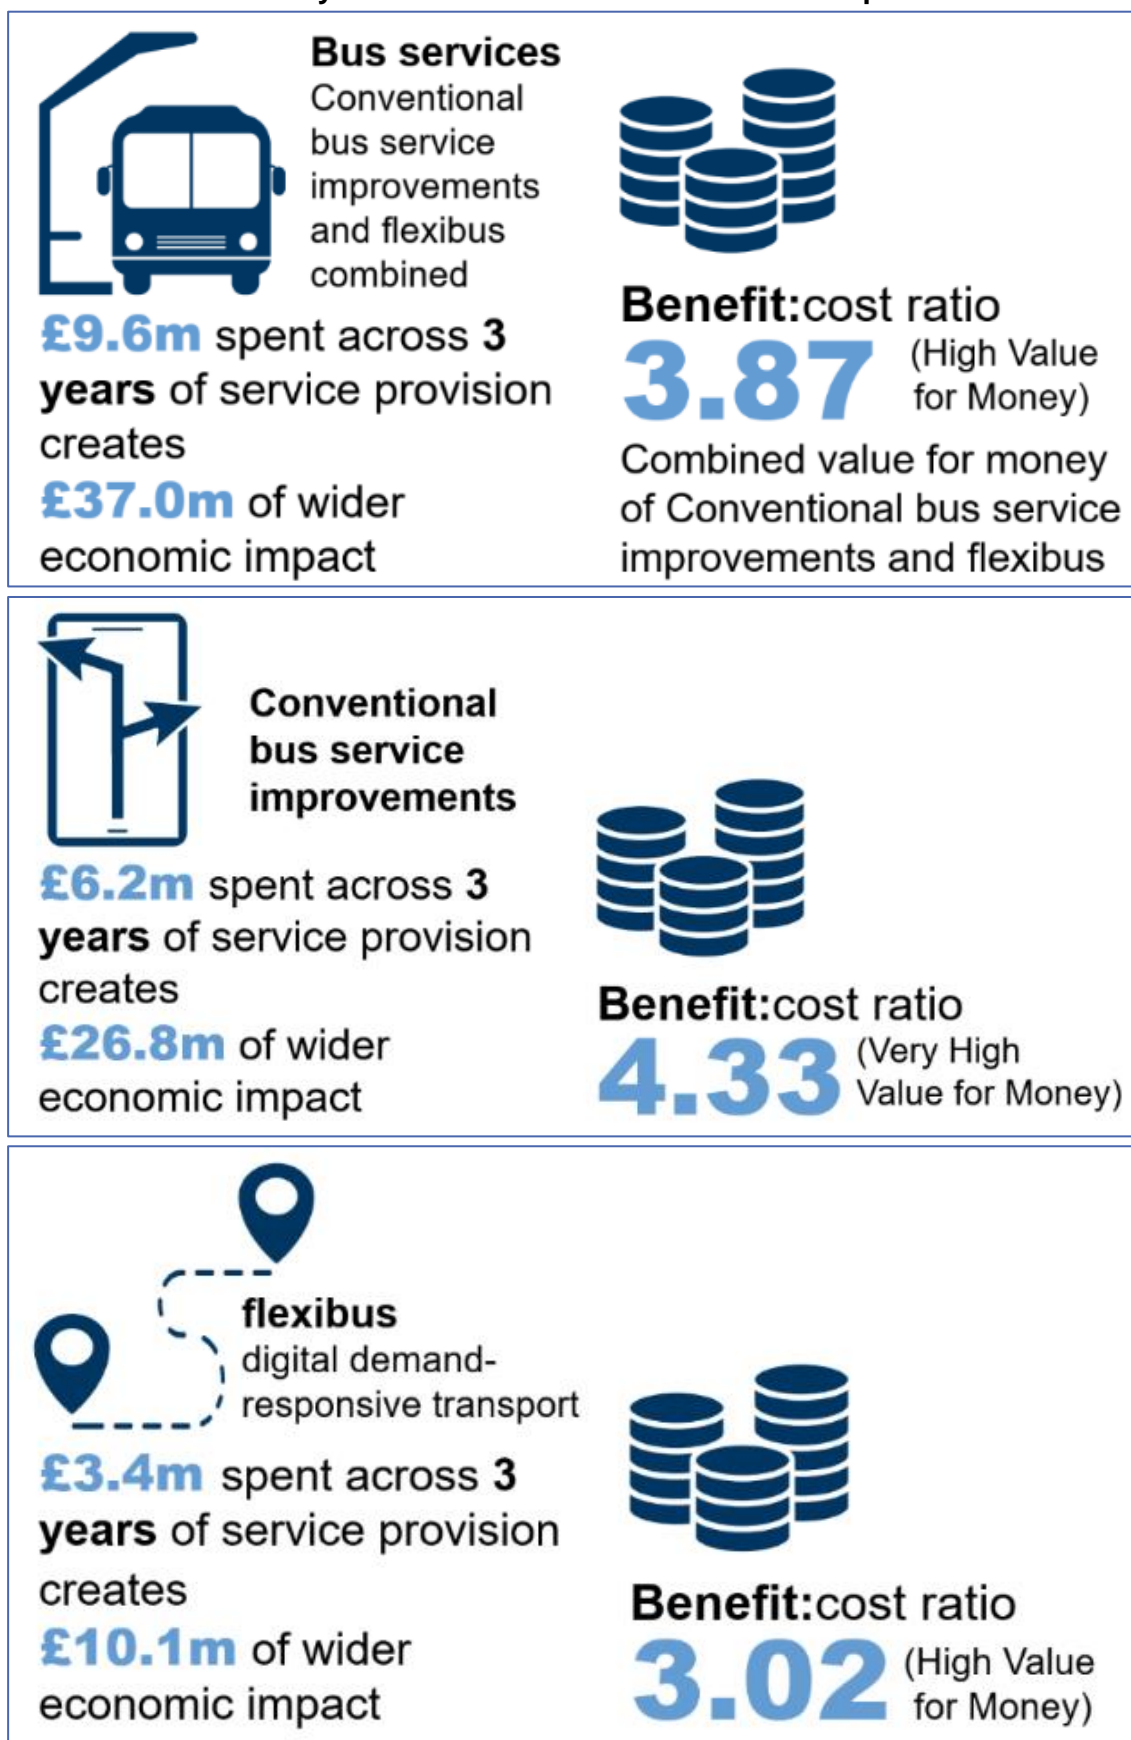 Bus services
Conventional
bus service
improvements
and flexibus
combined
£9.6m spent across 3
years of service provision
creates
£37.0m of wider
economic impact
Benefit:cost ratio
3.87 (High Value
for Money)
Combined value for money
of Conventional bus service
improvements and flexibus
Conventional
bus service
improvements
£6.2m spent across 3
years of service provision
creates
£26.8m of wider
economic impact
Benefit:cost ratio
4.33 (Very High
Value for Money)
flexibus
digital demand-
responsive transport
£3.4m spent across 3
years of service provision
creates
£10.1m of wider
economic impact
Benefit:cost ratio
3.02 (High Value
for Money)